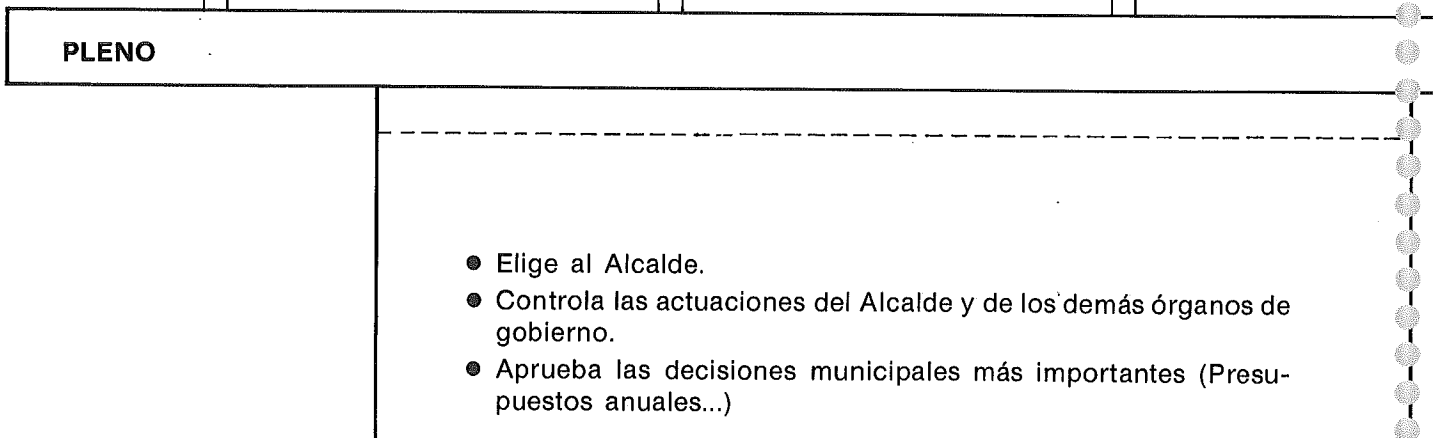 PLENO
● Elige al Alcalde.
● Controla las actuaciones del Alcalde y de los demás órganos de
gobierno.
● Aprueba las decisiones municipales más importantes (Presu-
puestos anuales...)